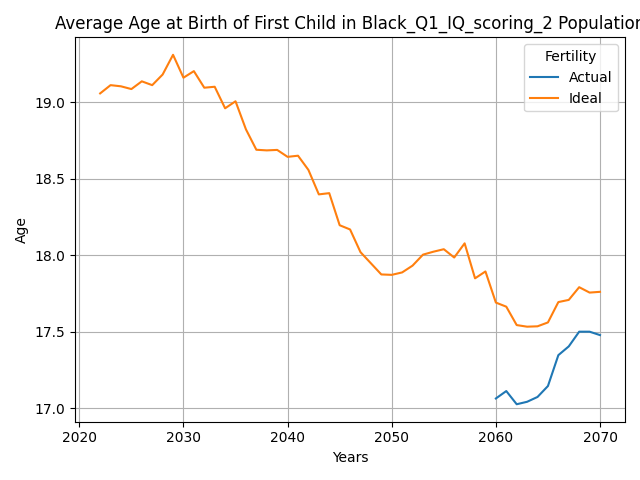 Average Age at Birth of First Child in Black_Q1_IQ_scoring_2 Population
Fertility
Actual
Ideal
19.0
18.5
18.0
17.5
17.0
Age
2020 2030 2040 2050 2060 2070
Years